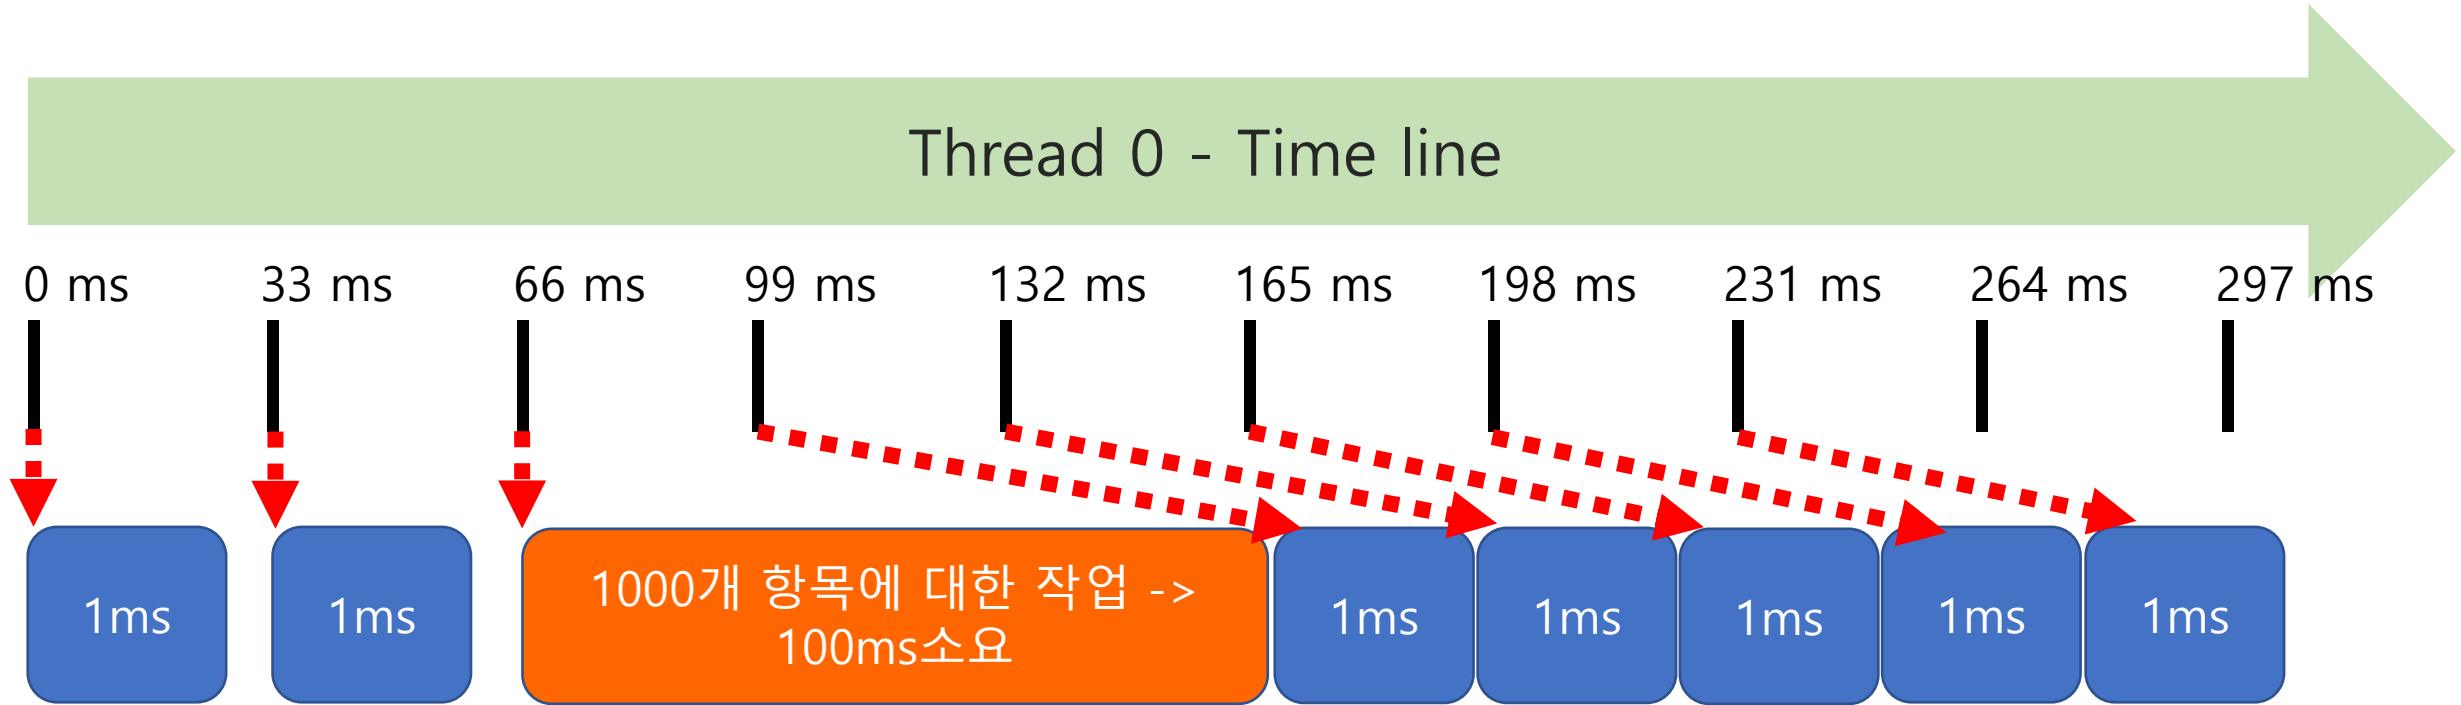 Thread 0 - Time line
0 ms
33 ms
66 ms
99 ms
132 ms
165 ms
198 ms
231 ms
264 ms
297 ms
1ms
1ms
1000개 항목에 대한 작업 ->
100ms소요
1ms
1ms
1ms
1ms
1ms